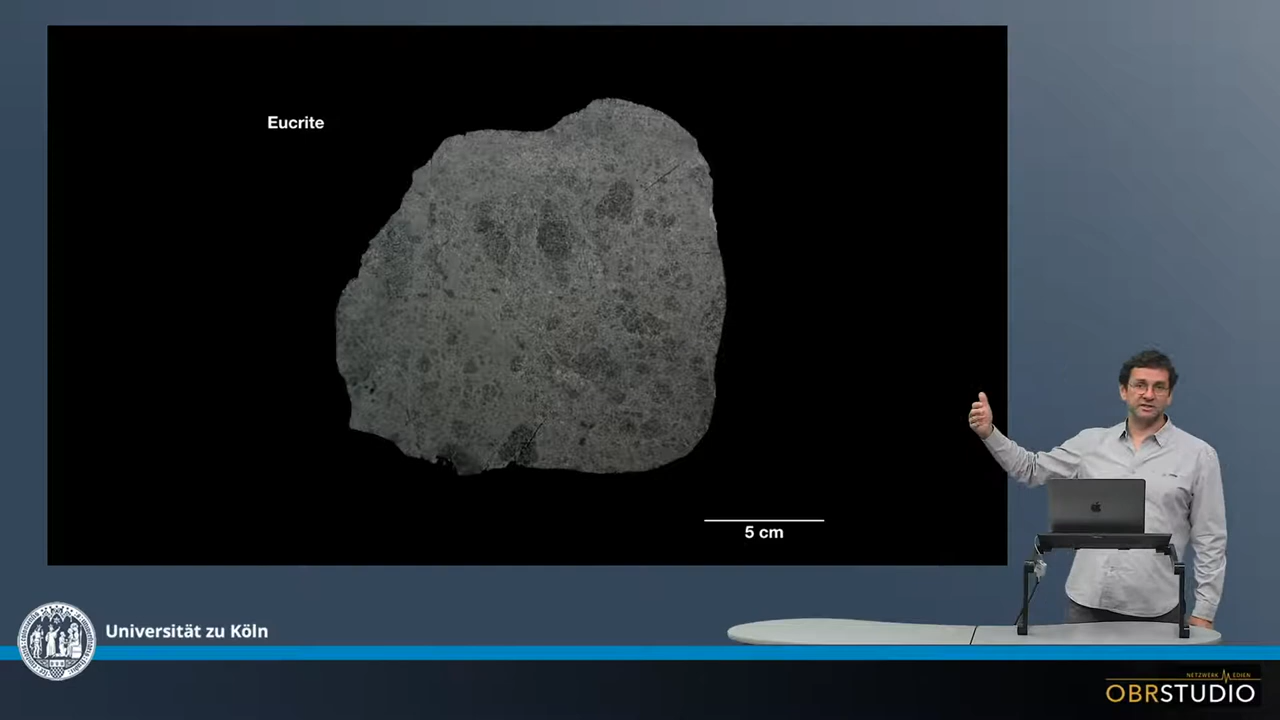 Eucrite
5 cm
Universität zu Köln
NETZWERK MEDIEN
OBRSTUDIO